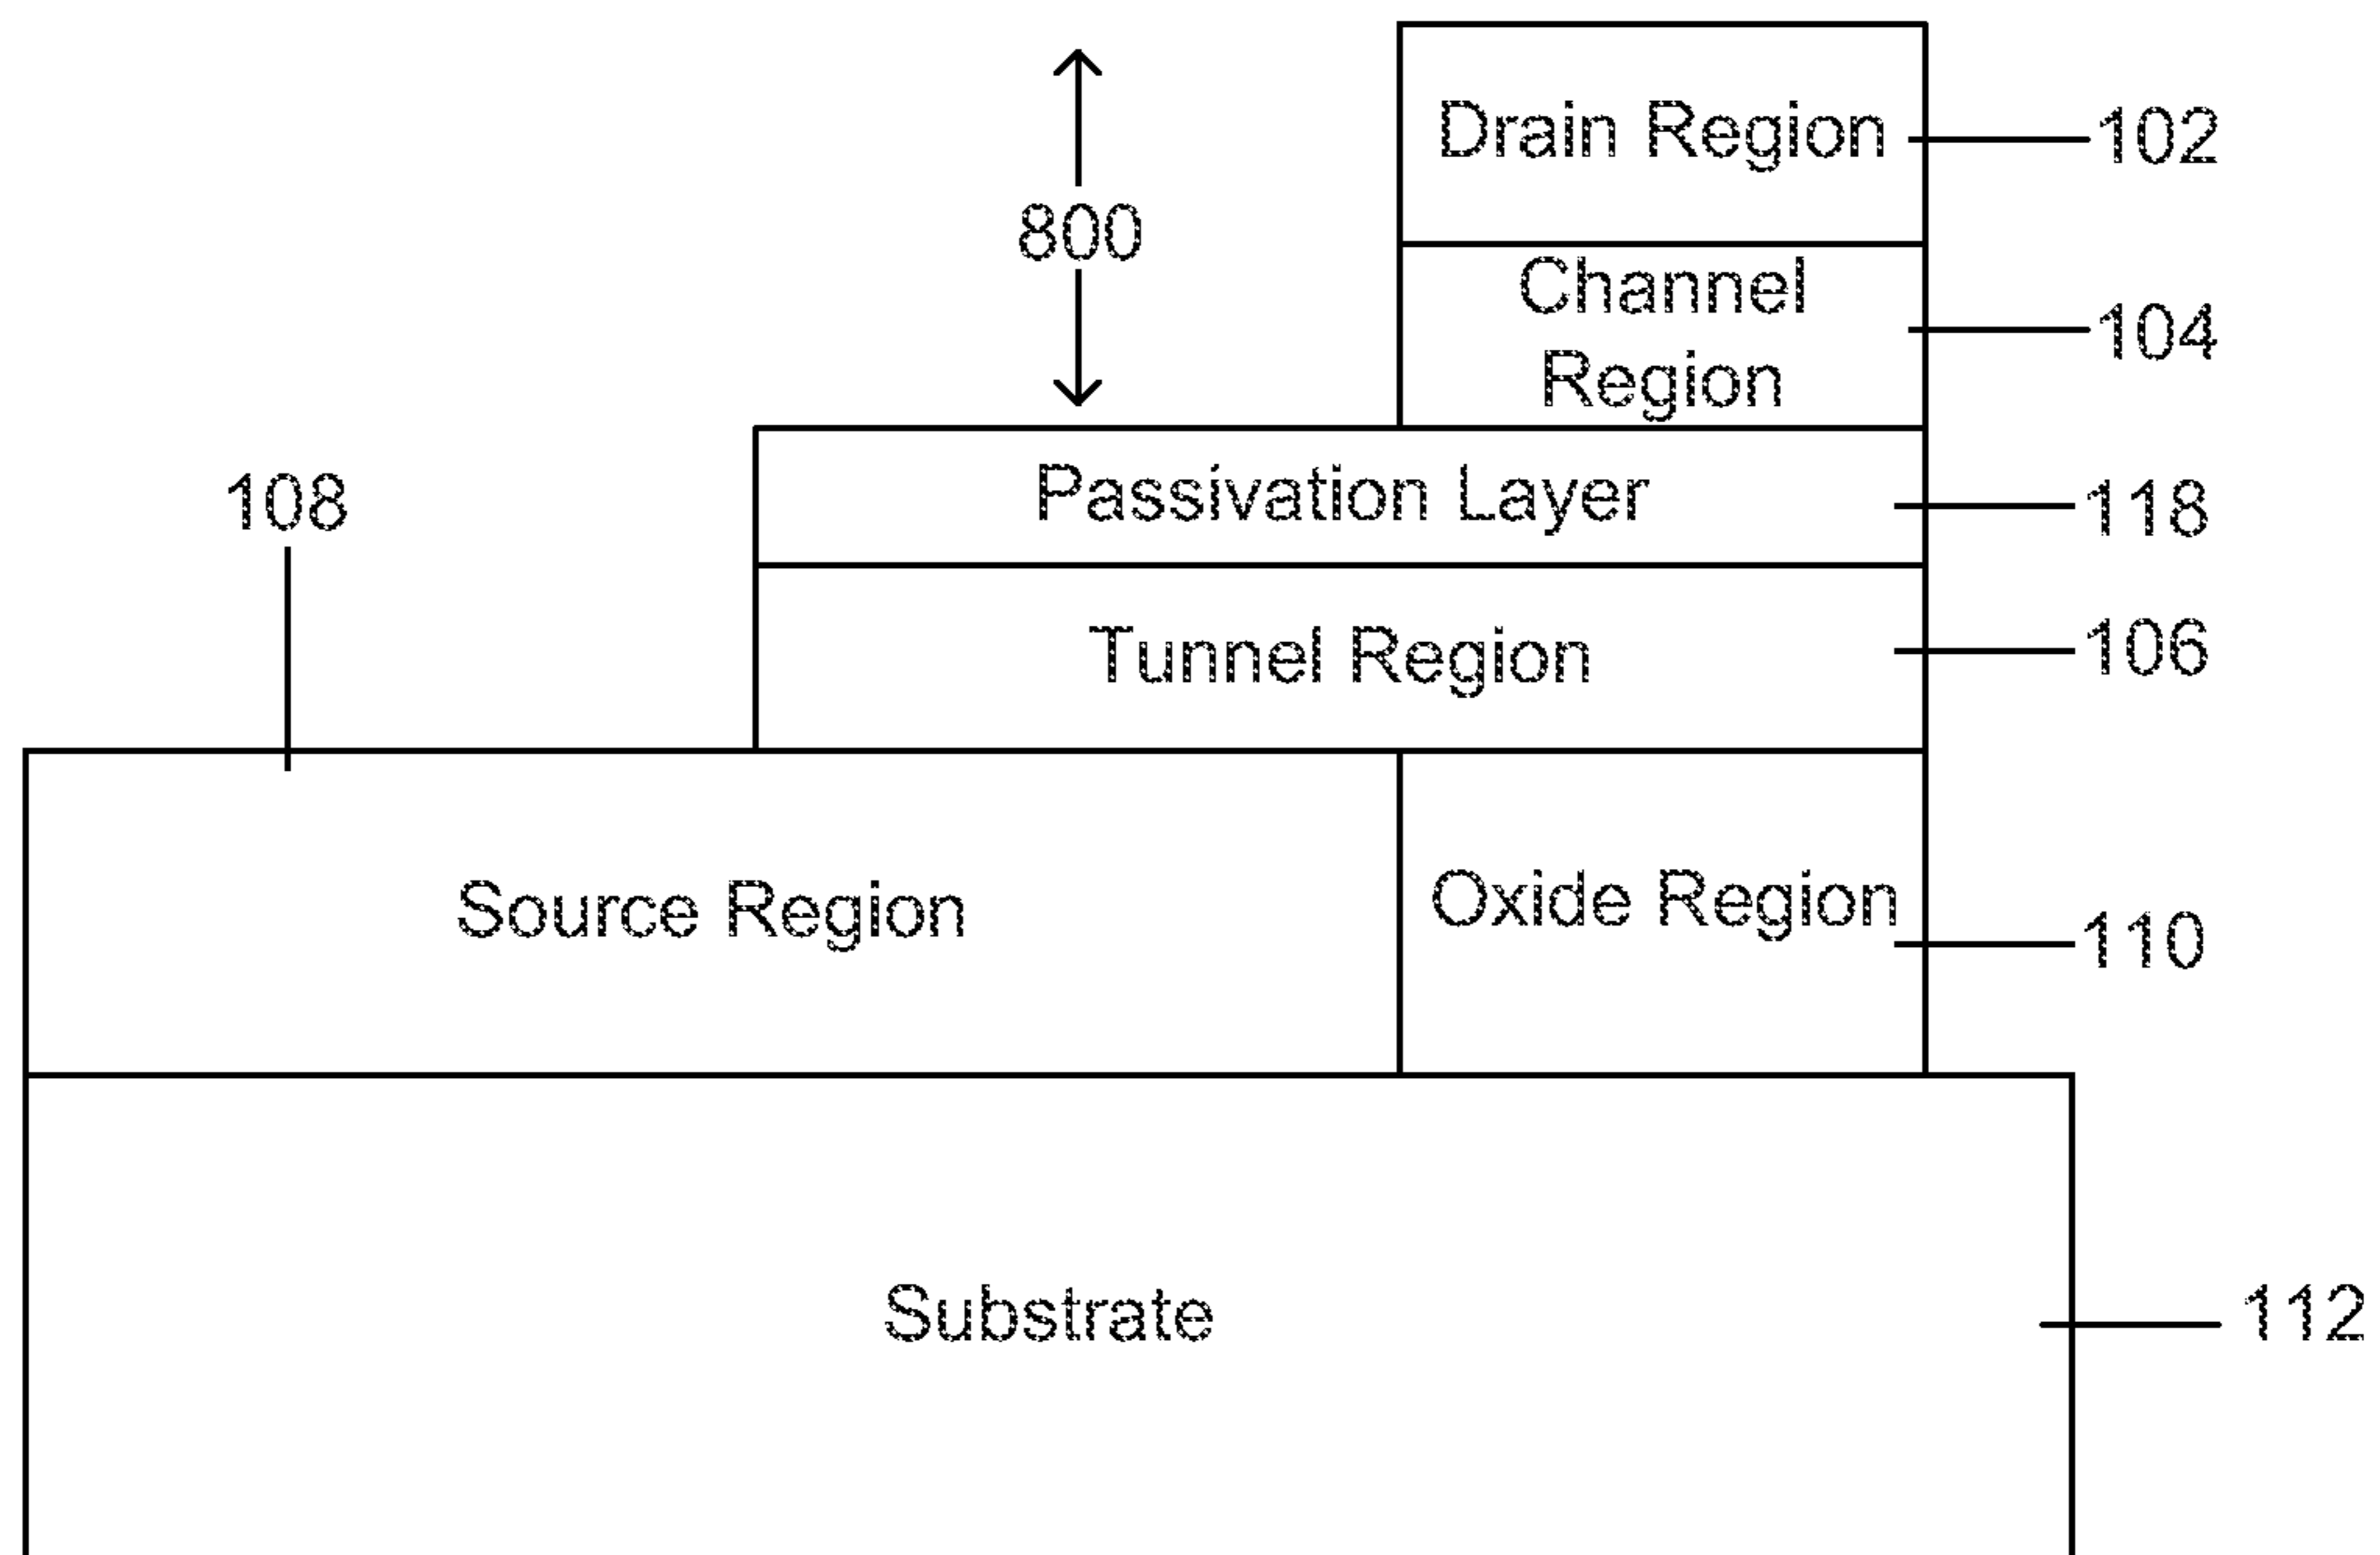 Drain Region
102
800
Channel
Region
104
108
Passivation Layer
118
Tunnel Region
106
Source Region
Oxide Region
110
Substrate
112